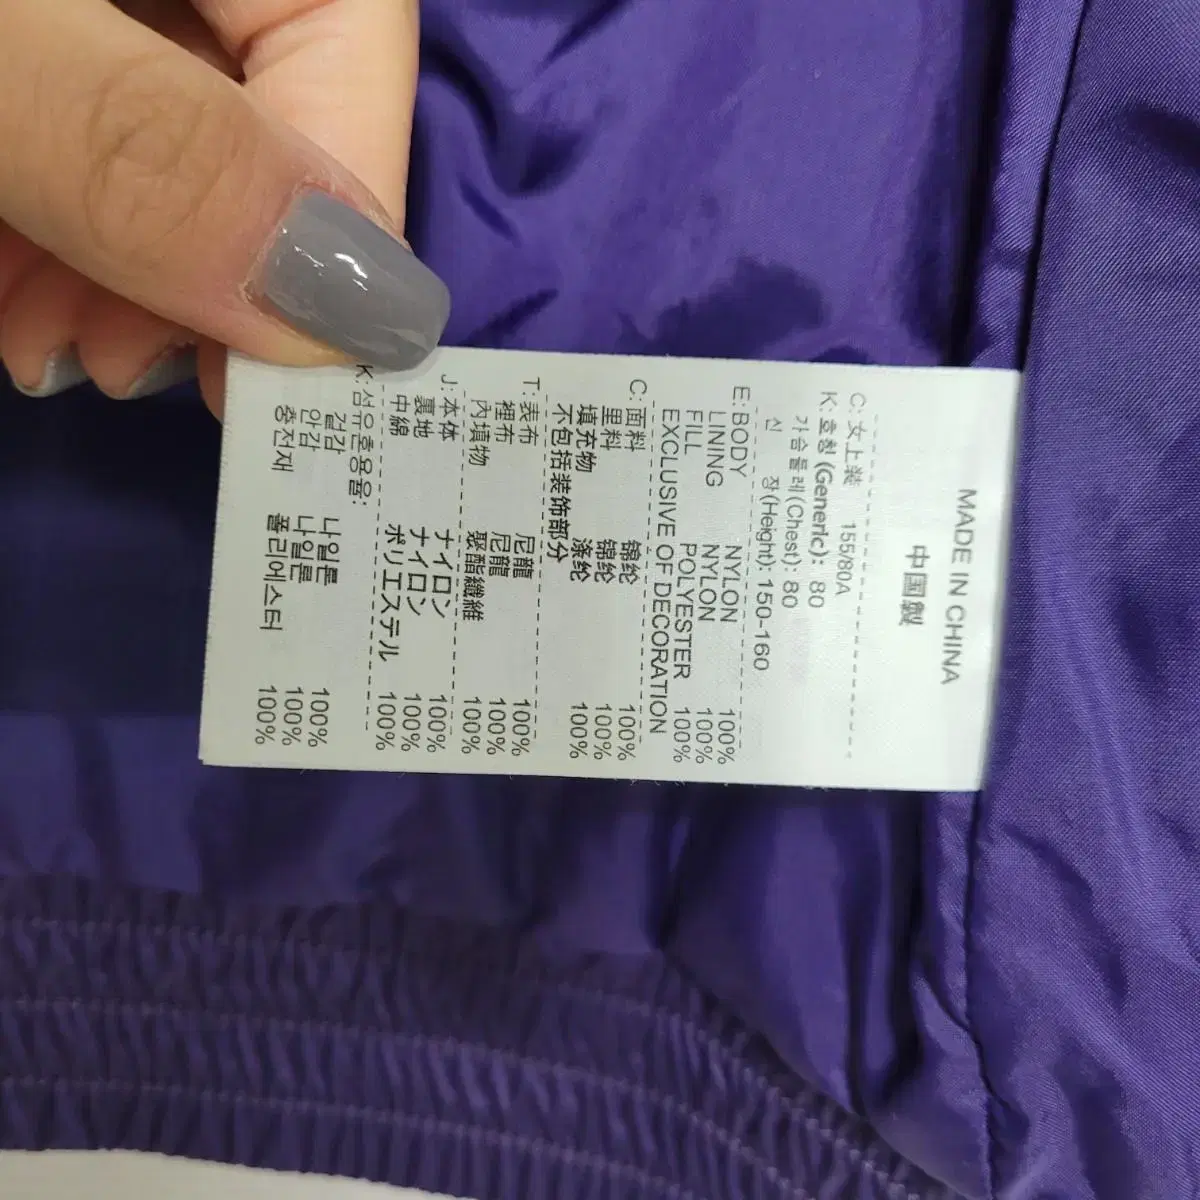 MADE IN CHINA
中国製
C: 女上装 155/80A
K: 호칭 (Generic): 80
가슴둘레(Chest): 80
신 장(Height): 150-160
E: BODY NYLON 100%
LINING NYLON 100%
FILL POLYESTER 100%
EXCLUSIVE OF DECORATION
C: 面料 锦纶 100%
里料 锦纶 100%
填充物 涤纶 100%
不包括装饰部分
T: 表布 尼龍 100%
裡布 尼龍 100%
內填物 聚酯纖維 100%
J: 本体 ナイロン 100%
裏地 ナイロン 100%
中綿 ポリエステル 100%
K: 섬유혼용율:
겉감 나일론 100%
안감 나일론 100%
충전재 폴리에스터 100%